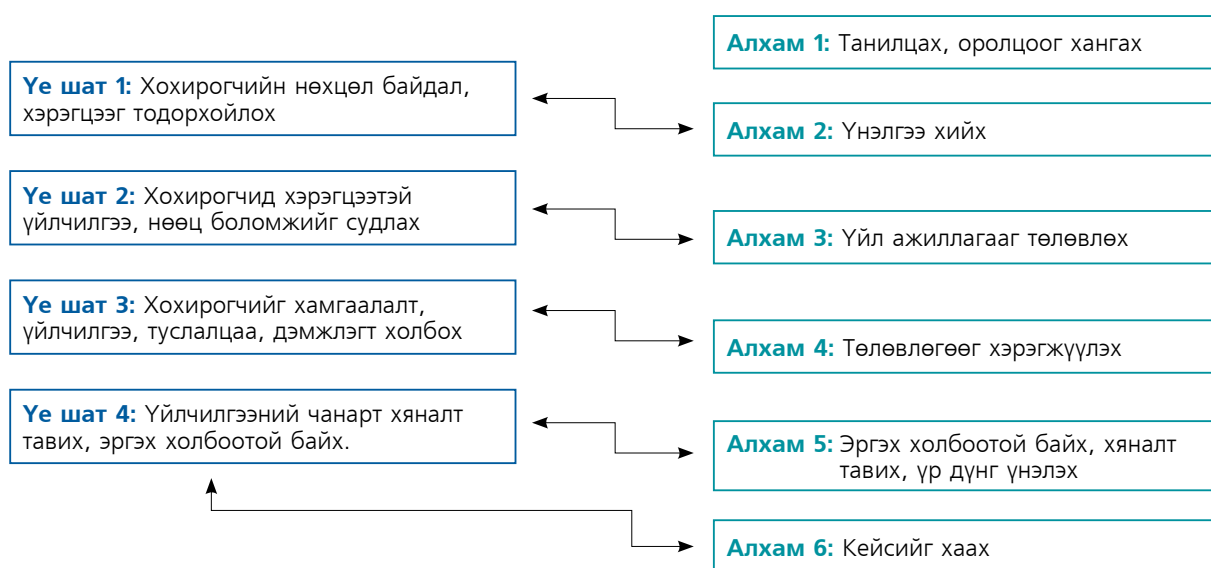 Үе шат 1: Хохирогчийн нөхцөл байдал,
хэрэгцээг тодорхойлох
Үе шат 2: Хохирогчид хэрэгцээтэй
үйлчилгээ, нөөц боломжийг судлах
Үе шат 3: Хохирогчийг хамгаалалт,
үйлчилгээ, туслалцаа, дэмжлэгт холбох
Үе шат 4: Үйлчилгээний чанарт хяналт
тавих, эргэх холбоотой байх.
Алхам 1: Танилцах, оролцоог хангах
Алхам 2: Үнэлгээ хийх
Алхам 3: Үйл ажиллагааг төлөвлөх
Алхам 4: Төлөвлөгөөг хэрэгжүүлэх
Алхам 5: Эргэх холбоотой байх, хяналт
тавих, үр дүнг үнэлэх
Алхам 6: Кейсийг хаах